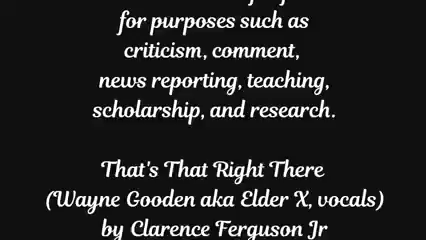 for purposes such as
criticism, comment,
news reporting, teaching,
scholarship, and research.
That's That Right There
(Wayne Gooden aka Elder X, vocals)
by Clarence Ferguson Jr